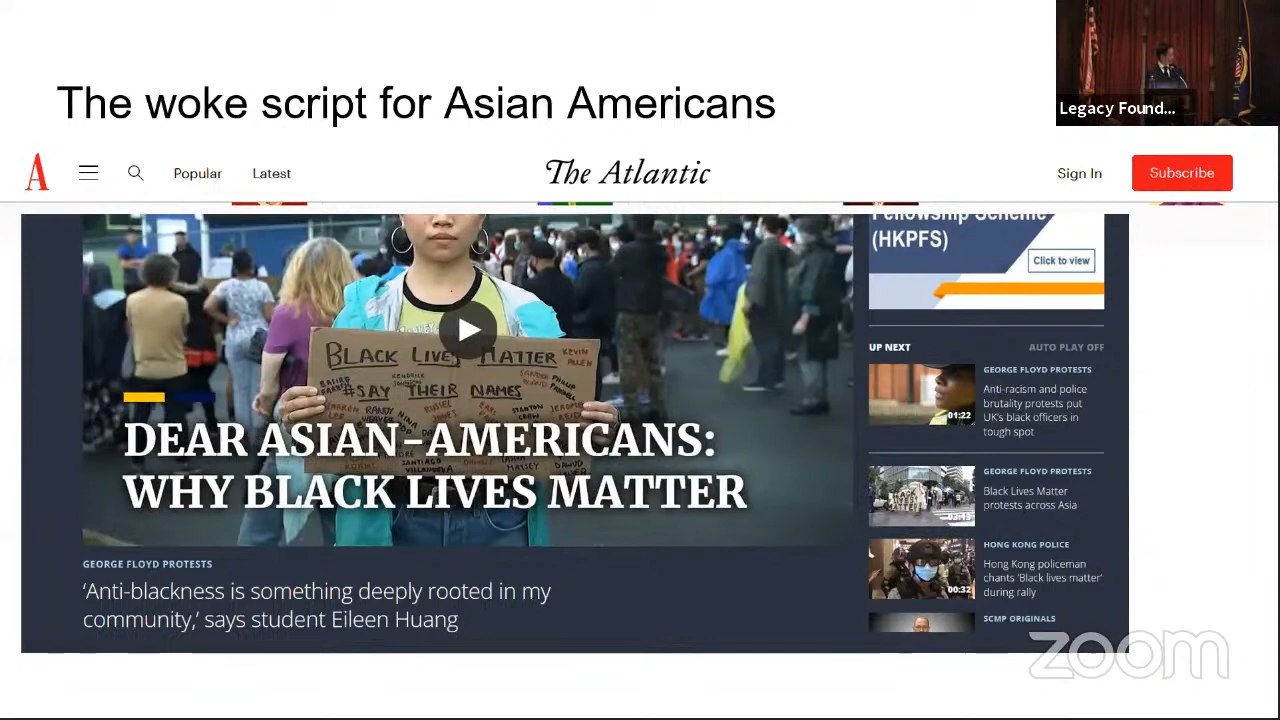 The woke script for Asian Americans
Legacy Found...
Popular
Latest
The Atlantic
Sign In
Subscribe
Fellowship Scheme
(HKPFS)
Click to view
BLACK LIVES MATTER
#SAY THEIR NAMES
DEAR ASIAN-AMERICANS:
WHY BLACK LIVES MATTER
GEORGE FLOYD PROTESTS
'Anti-blackness is something deeply rooted in my
community,' says student Eileen Huang
UP NEXT
AUTO PLAY OFF
GEORGE FLOYD PROTESTS
Anti-racism and police
brutality protests put
UK's black officers in
tough spot
01:22
GEORGE FLOYD PROTESTS
Black Lives Matter
protests across Asia
HONG KONG POLICE
Hong Kong policeman
chants 'Black lives matter'
during rally
00:32
SCMP ORIGINALS
zoom